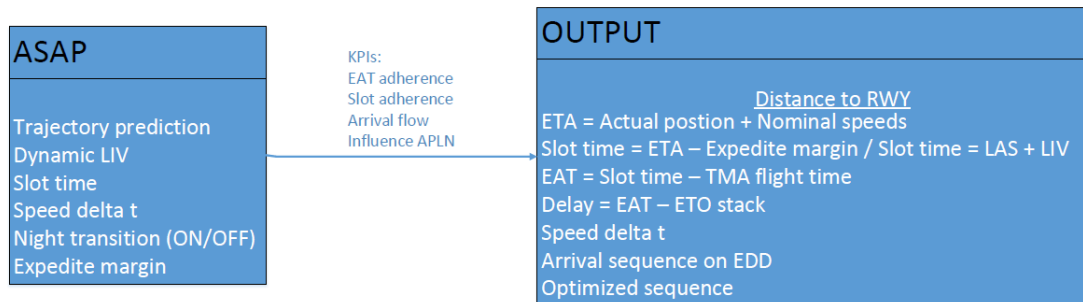 ASAP
Trajectory prediction
Dynamic LIV
Slot time
Speed delta t
Night transition (ON/OFF)
Expedite margin
KPIs:
EAT adherence
Slot adherence
Arrival flow
Influence APLN
OUTPUT
Distance to RWY
ETA = Actual postion + Nominal speeds
Slot time = ETA – Expedite margin / Slot time = LAS + LIV
EAT = Slot time – TMA flight time
Delay = EAT – ETO stack
Speed delta t
Arrival sequence on EDD
Optimized sequence